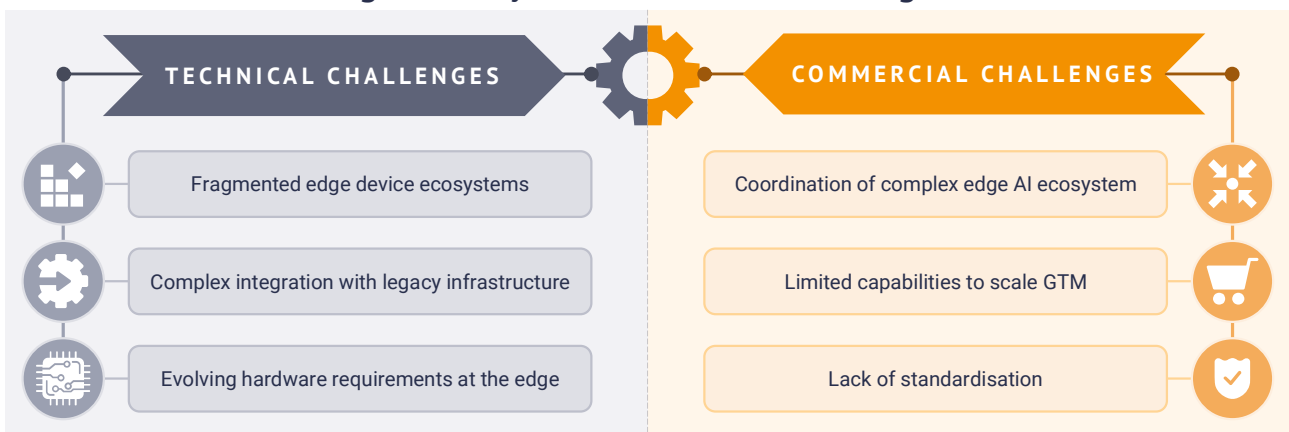 TECHNICAL CHALLENGES
Fragmented edge device ecosystems
Complex integration with legacy infrastructure
Evolving hardware requirements at the edge
COMMERCIAL CHALLENGES
Coordination of complex edge AI ecosystem
Limited capabilities to scale GTM
Lack of standardisation